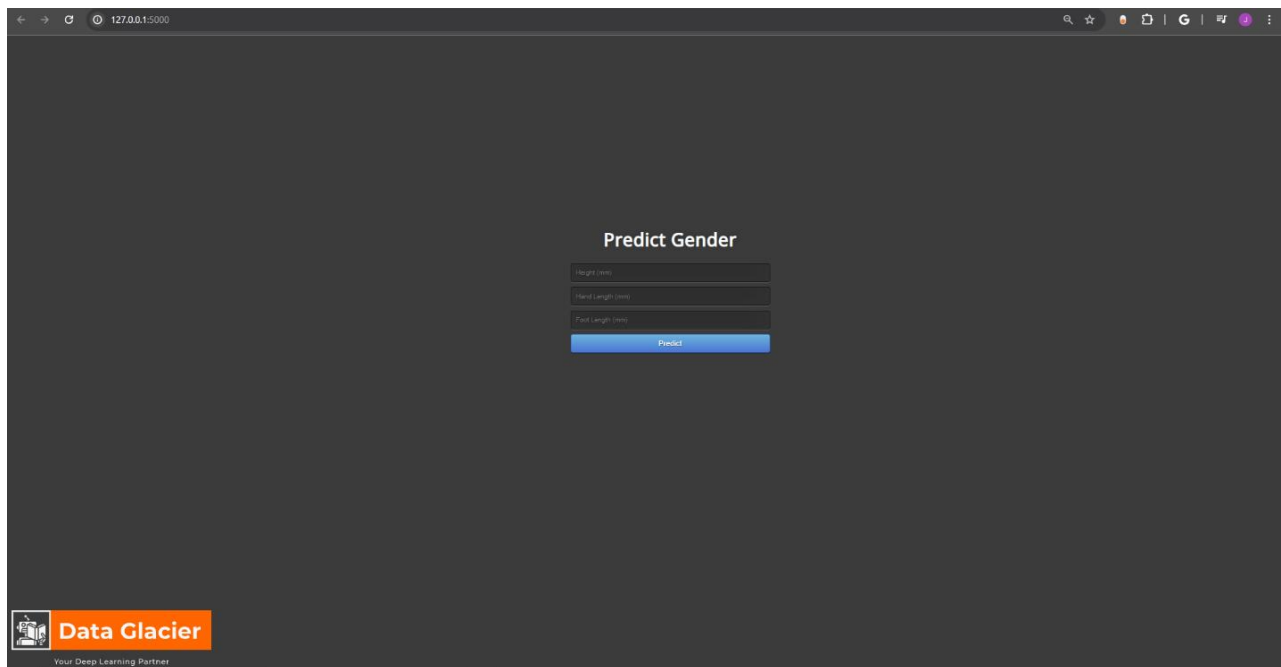 127.0.0.1:5000
Predict Gender
Height (mm)
Hand Length (mm)
Foot Length (mm)
Predict
Data Glacier
Your Deep Learning Partner